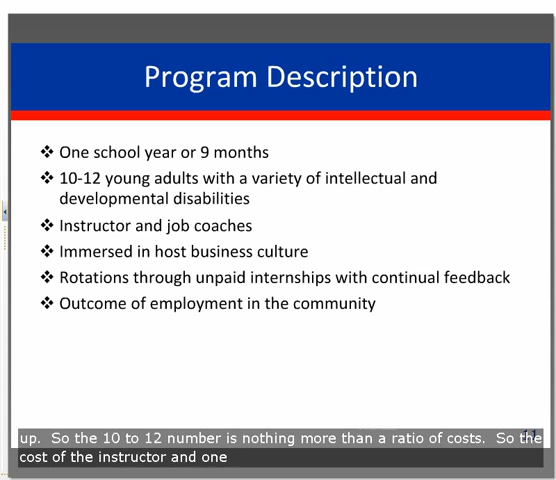 Program Description
❖ One school year or 9 months
❖ 10-12 young adults with a variety of intellectual and
developmental disabilities
❖ Instructor and job coaches
❖ Immersed in host business culture
❖ Rotations through unpaid internships with continual feedback
❖ Outcome of employment in the community
up.  So the 10 to 12 number is nothing more than a ratio of costs.  So the
cost of the instructor and one